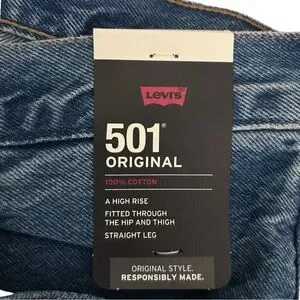 Levi's®
501®
ORIGINAL
100% COTTON
A HIGH RISE
FITTED THROUGH
THE HIP AND THIGH
STRAIGHT LEG
ORIGINAL STYLE.
RESPONSIBLY MADE.